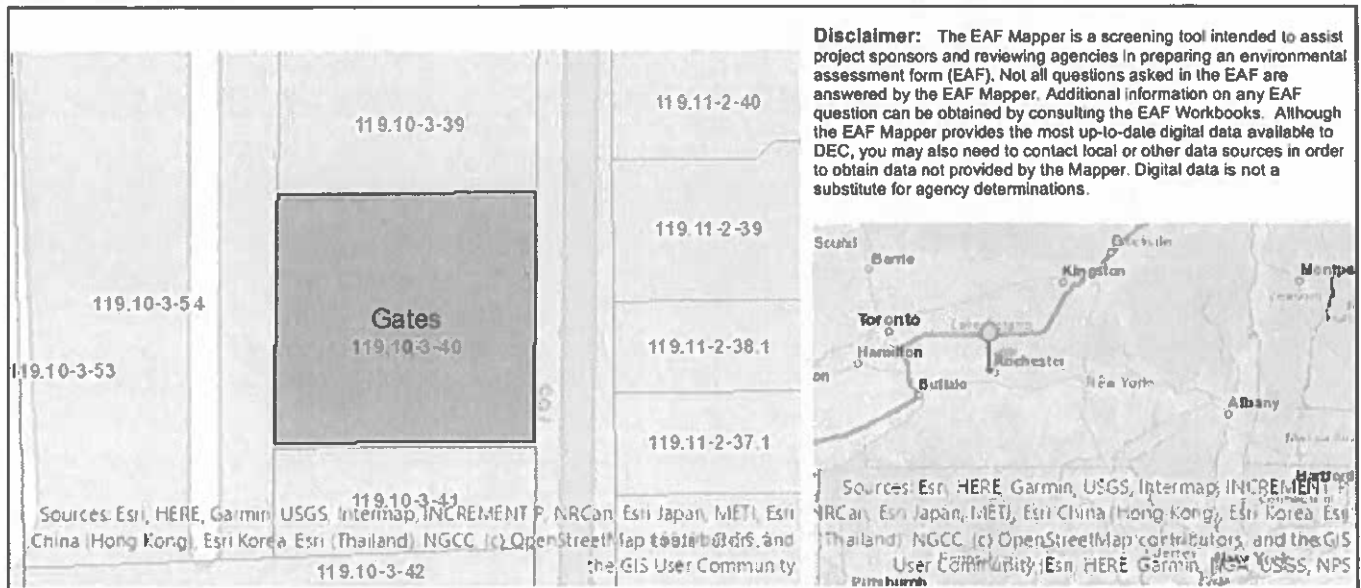 Disclaimer: The EAF Mapper is a screening tool intended to assist
project sponsors and reviewing agencies in preparing an environmental
assessment form (EAF). Not all questions asked in the EAF are
answered by the EAF Mapper. Additional information on any EAF
question can be obtained by consulting the EAF Workbooks. Although
the EAF Mapper provides the most up-to-date digital data available to
DEC, you may also need to contact local or other data sources in order
to obtain data not provided by the Mapper. Digital data is not a
substitute for agency determinations.
119.10-3-39
119.11-2-40
119.11-2-39
119.10-3-54
Gates
119.10-3-40
119.11-2-38.1
119.10-3-53
119.11-2-37.1
119.10-3-41
Sources: Esri, HERE, Garmin, USGS, Intermap, INCREMENT P, NRCan, Esri Japan, METI, Esri
China (Hong Kong), Esri Korea, Esri (Thailand), NGCC, (c) OpenStreetMap contributors, and
the GIS User Community
119.10-3-42
Barrie
Kingston
Montpe
Toronto
Hamilton
Rochester
Buffalo
New York
Albany
Hartford
Sources: Esri, HERE, Garmin, USGS, Intermap, INCREMENT P,
NRCan, Esri Japan, METI, Esri China (Hong Kong), Esri Korea, Esri
(Thailand), NGCC, (c) OpenStreetMap contributors, and the GIS
User Community, Esri, HERE, Garmin, USGS, NPS
New York
Pittsburgh